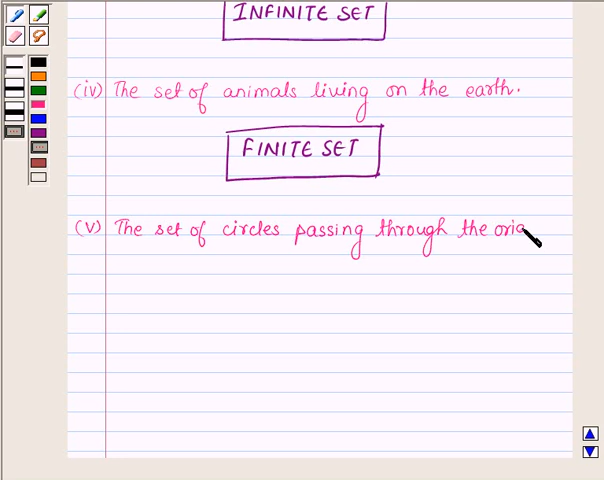 INFINITE SET
(iv) The set of animals living on the earth.
FINITE SET
(v) The set of circles passing through the orig